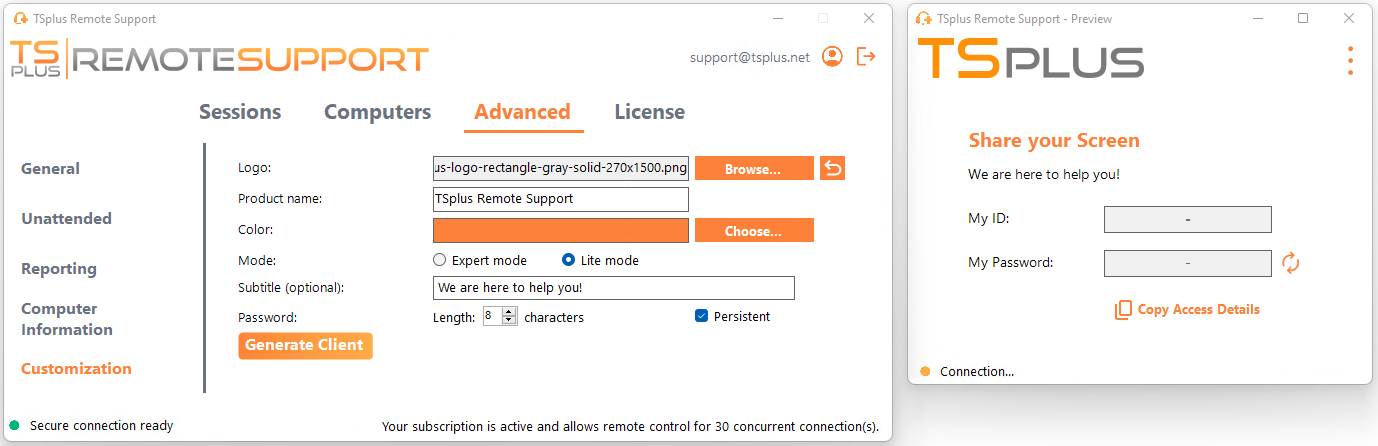 TSplus Remote Support
TS PLUS REMOTESUPPORT
support@tsplus.net
Sessions Computers Advanced License
General
Unattended
Reporting
Computer
Information
Customization
Logo: us-logo-rectangle-gray-solid-270x1500.png Browse...
Product name: TSplus Remote Support
Color: Choose...
Mode: Expert mode Lite mode
Subtitle (optional): We are here to help you!
Password: Length: 8 characters Persistent
Generate Client
Secure connection ready
Your subscription is active and allows remote control for 30 concurrent connection(s).
TSplus Remote Support - Preview
TSPLUS
Share your Screen
We are here to help you!
My ID: -
My Password: -
Copy Access Details
Connection...